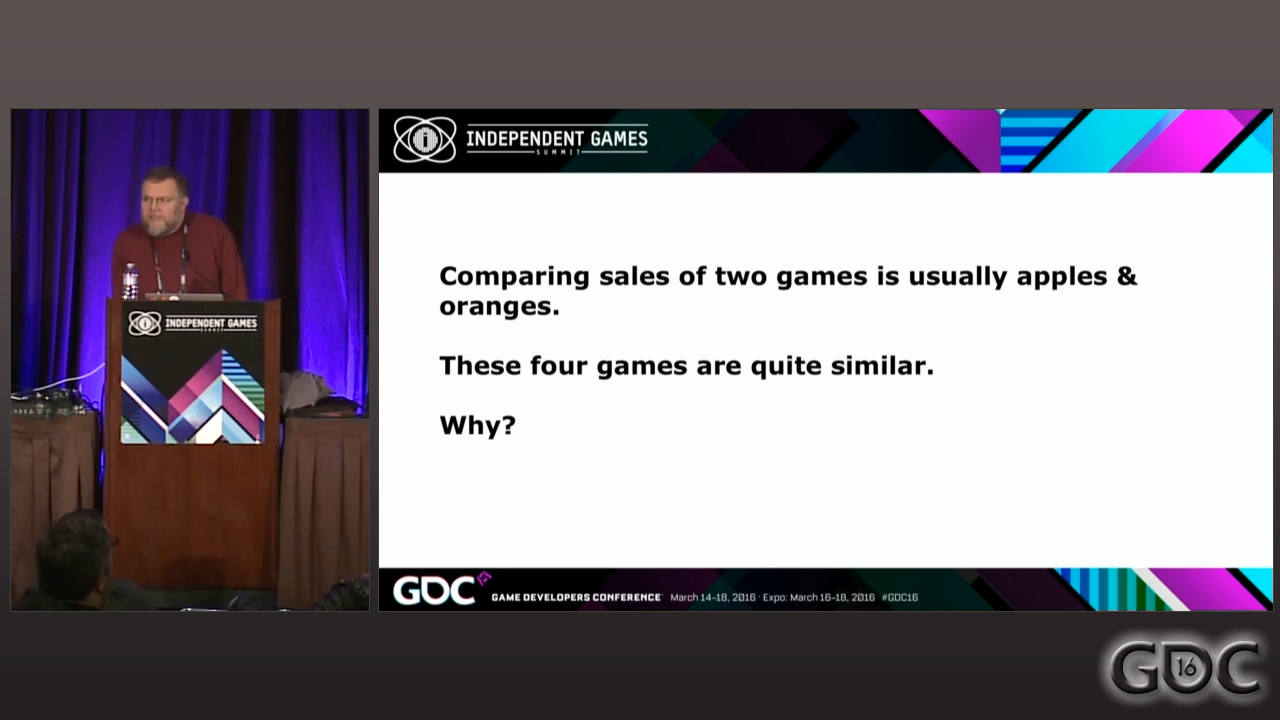 INDEPENDENT GAMES
SUMMIT
Comparing sales of two games is usually apples &
oranges.
These four games are quite similar.
Why?
INDEPENDENT GAMES
SUMMIT
GDC
GAME DEVELOPERS CONFERENCE March 14–18, 2016 · Expo: March 16–18, 2016 #GDC16
GDC
16